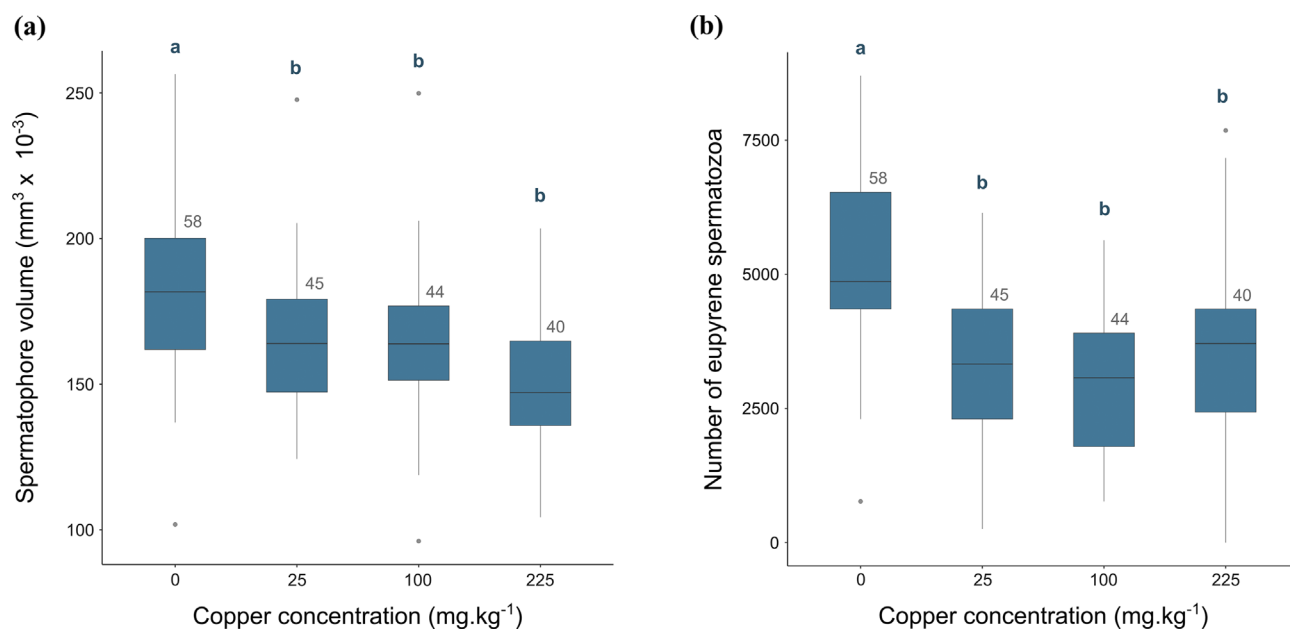 (a)
a
b
b
b
250
200
150
100
58
45
44
40
0
25
100
225
Spermatophore volume (mm³ x 10⁻³)
Copper concentration (mg.kg⁻¹)
(b)
a
b
b
b
7500
5000
2500
0
58
45
44
40
0
25
100
225
Number of eupyrene spermatozoa
Copper concentration (mg.kg⁻¹)